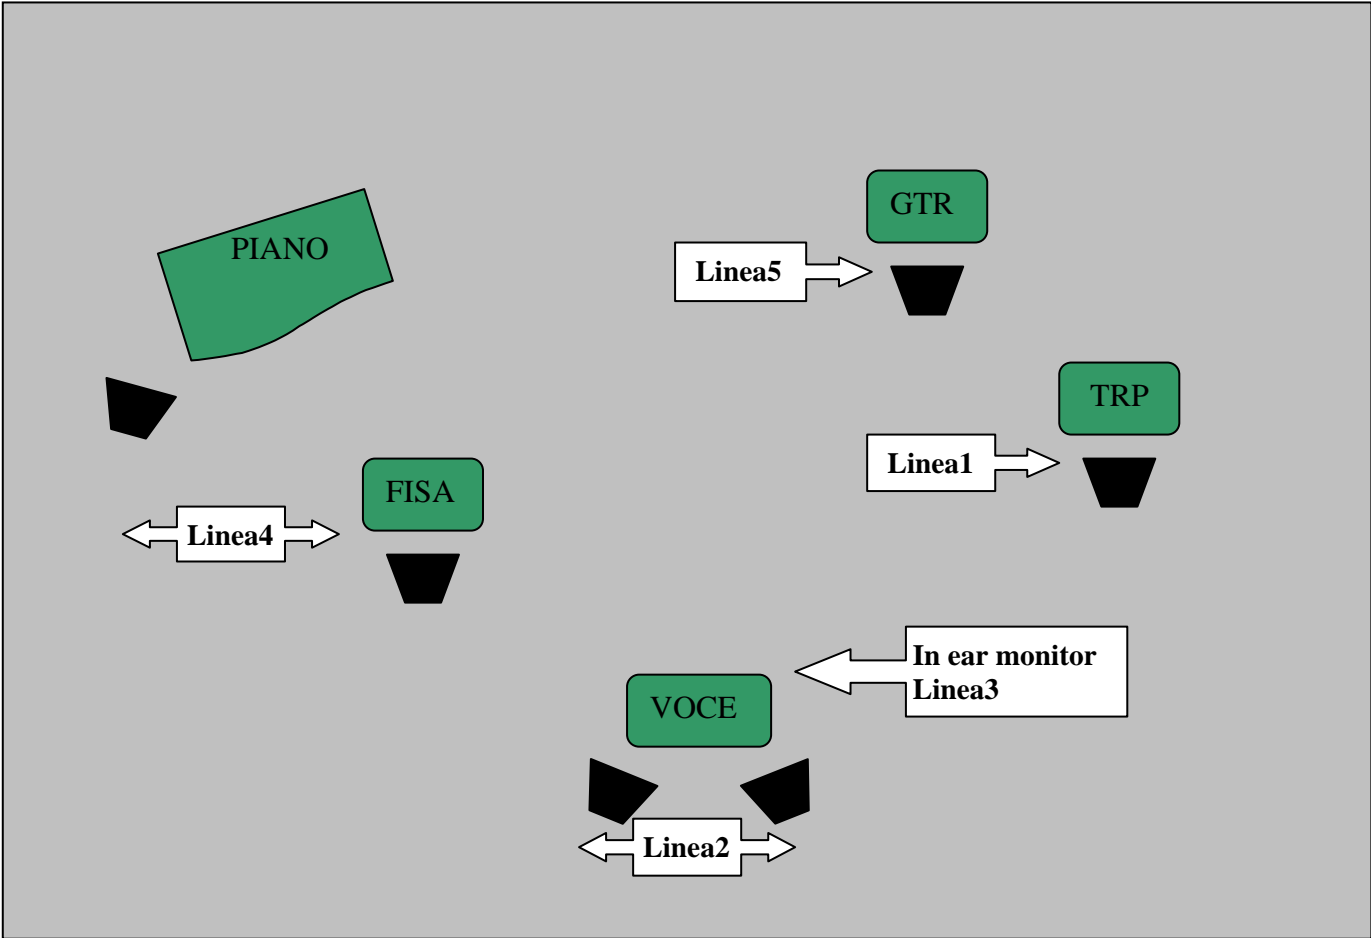 GTR
PIANO
Linea5
TRP
Linea1
FISA
Linea4
In ear monitor
Linea3
VOCE
Linea2